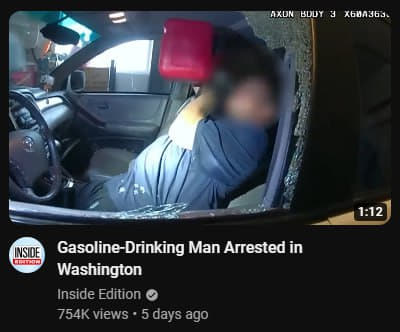 AXON BODY 3 X60A363
1:12
INSIDE
EDITION
Gasoline-Drinking Man Arrested in
Washington
Inside Edition
754K views • 5 days ago